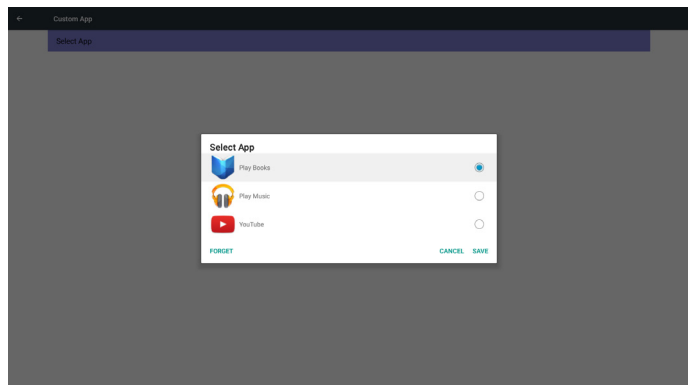 Custom App
Select App
Select App
Play Books
Play Music
YouTube
FORGET CANCEL SAVE